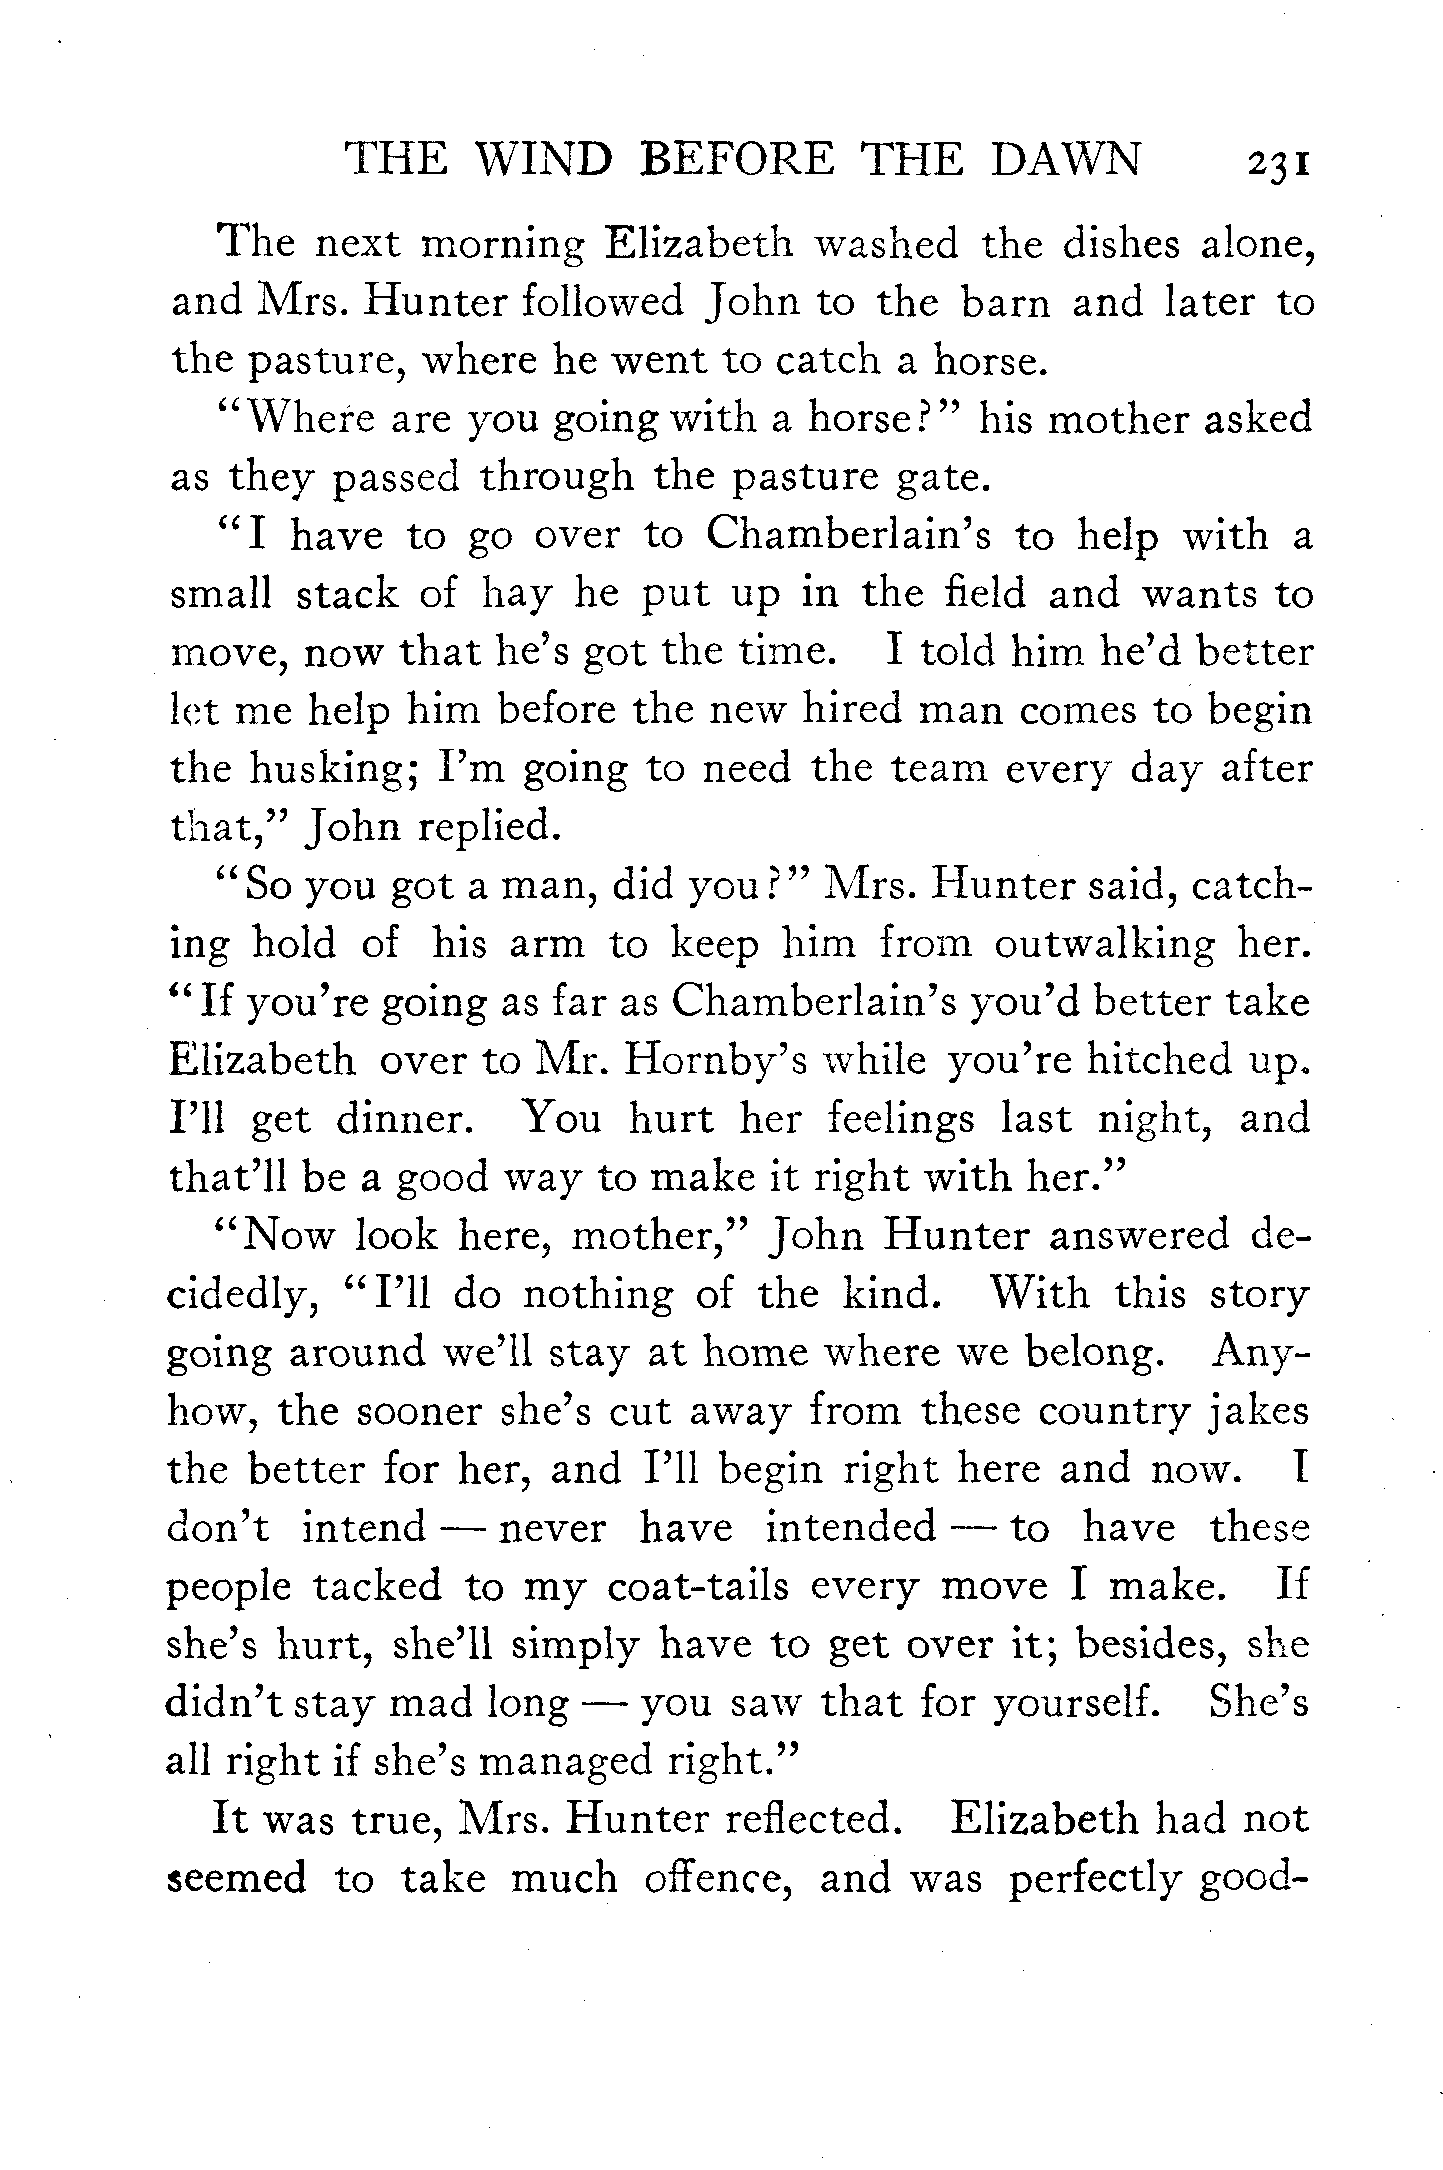 THE WIND BEFORE THE DAWN 231
The next morning Elizabeth washed the dishes alone,
and Mrs. Hunter followed John to the barn and later to
the pasture, where he went to catch a horse.
“Where are you going with a horse?” his mother asked
as they passed through the pasture gate.
“I have to go over to Chamberlain’s to help with a
small stack of hay he put up in the field and wants to
move, now that he’s got the time. I told him he’d better
let me help him before the new hired man comes to begin
the husking; I’m going to need the team every day after
that,” John replied.
“So you got a man, did you?” Mrs. Hunter said, catch-
ing hold of his arm to keep him from outwalking her.
“If you’re going as far as Chamberlain’s you’d better take
Elizabeth over to Mr. Hornby’s while you’re hitched up.
I’ll get dinner. You hurt her feelings last night, and
that’ll be a good way to make it right with her.”
“Now look here, mother,” John Hunter answered de-
cidedly, “I’ll do nothing of the kind. With this story
going around we’ll stay at home where we belong. Any-
how, the sooner she’s cut away from these country jakes
the better for her, and I’ll begin right here and now. I
don’t intend — never have intended — to have these
people tacked to my coat-tails every move I make. If
she’s hurt, she’ll simply have to get over it; besides, she
didn’t stay mad long — you saw that for yourself. She’s
all right if she’s managed right.”
It was true, Mrs. Hunter reflected. Elizabeth had not
seemed to take much offence, and was perfectly good-